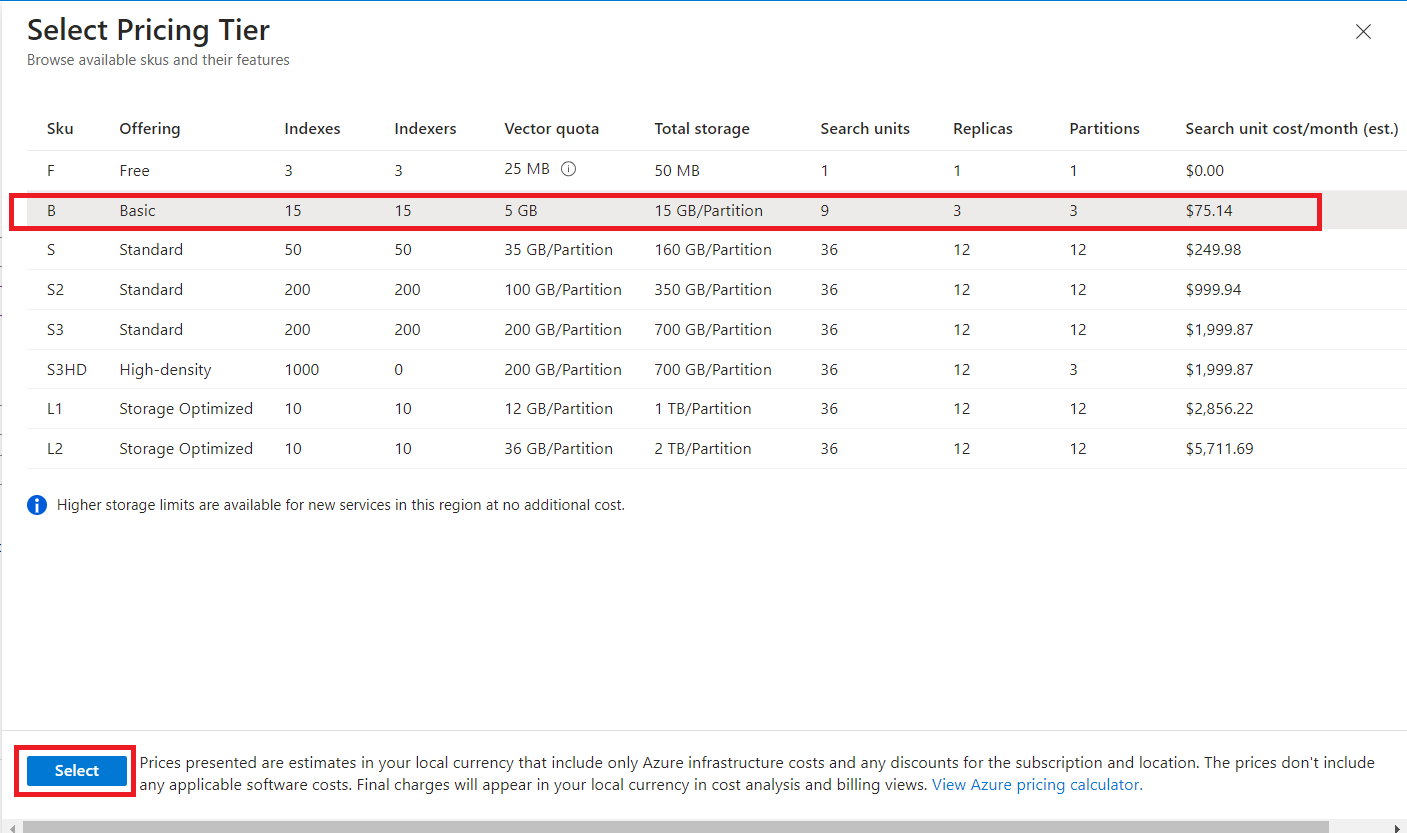 Select Pricing Tier
Browse available skus and their features
Sku Offering Indexes Indexers Vector quota Total storage Search units Replicas Partitions Search unit cost/month (est.)
F Free 3 3 25 MB 50 MB 1 1 1 $0.00
B Basic 15 15 5 GB 15 GB/Partition 9 3 3 $75.14
S Standard 50 50 35 GB/Partition 160 GB/Partition 36 12 12 $249.98
S2 Standard 200 200 100 GB/Partition 350 GB/Partition 36 12 12 $999.94
S3 Standard 200 200 200 GB/Partition 700 GB/Partition 36 12 12 $1,999.87
S3HD High-density 1000 0 200 GB/Partition 700 GB/Partition 36 12 3 $1,999.87
L1 Storage Optimized 10 10 12 GB/Partition 1 TB/Partition 36 12 12 $2,856.22
L2 Storage Optimized 10 10 36 GB/Partition 2 TB/Partition 36 12 12 $5,711.69
Higher storage limits are available for new services in this region at no additional cost.
Select
Prices presented are estimates in your local currency that include only Azure infrastructure costs and any discounts for the subscription and location. The prices don't include
any applicable software costs. Final charges will appear in your local currency in cost analysis and billing views. View Azure pricing calculator.